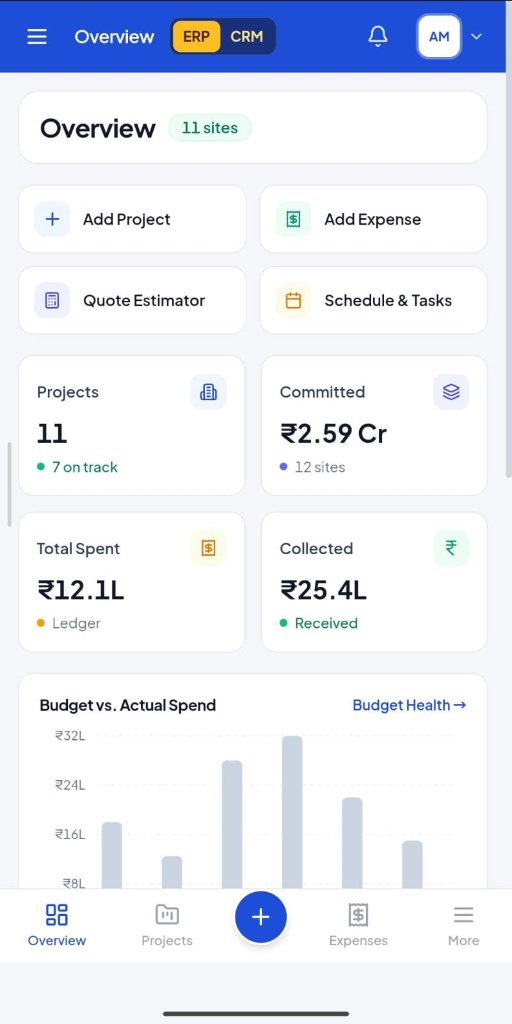 Overview ERP CRM AM
Overview 11 sites
Add Project
Add Expense
Quote Estimator
Schedule & Tasks
Projects
11
7 on track
Committed
₹2.59 Cr
12 sites
Total Spent
₹12.1L
Ledger
Collected
₹25.4L
Received
Budget vs. Actual Spend
Budget Health →
₹32L
₹24L
₹16L
₹8L
Overview
Projects
Expenses
More